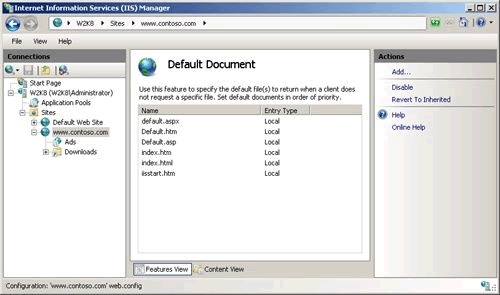 Internet Information Services (IIS) Manager
W2K8 Sites www.contoso.com
File View Help
Connections
Start Page
W2K8 (W2K8\Administrator)
Application Pools
Sites
Default Web Site
www.contoso.com
Ads
Downloads
Default Document
Use this feature to specify the default file(s) to return when a client does
not request a specific file. Set default documents in order of priority.
Name Entry Type
default.aspx Local
Default.htm Local
Default.asp Local
index.htm Local
index.html Local
iisstart.htm Local
Features View Content View
Actions
Add...
Disable
Revert To Inherited
Help
Online Help
Configuration: 'www.contoso.com' web.config